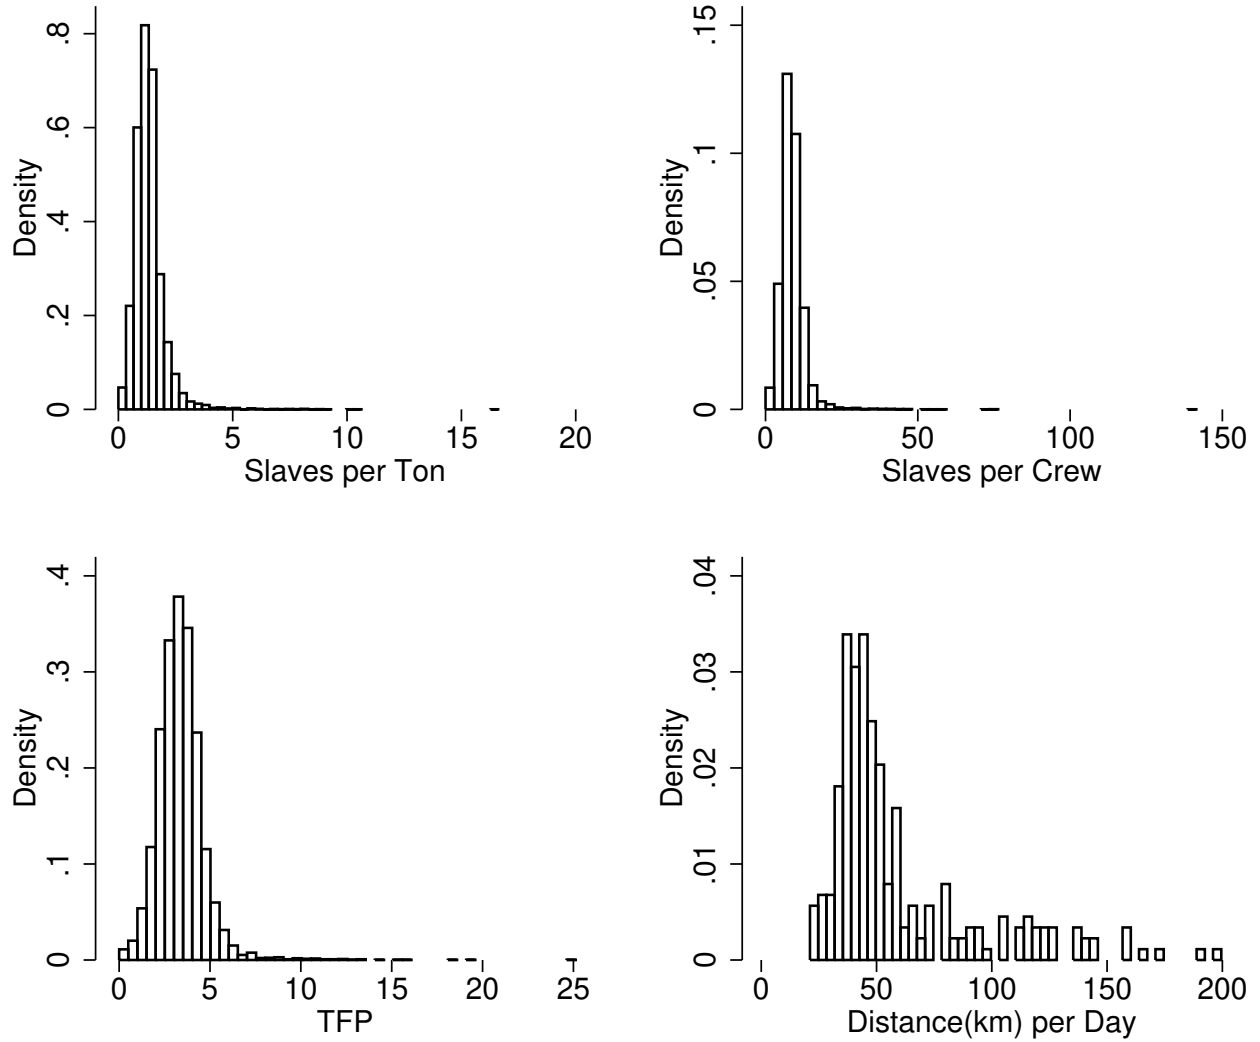 .8
.6
.4
.2
0
Density
0 5 10 15 20
Slaves per Ton
.15
.1
.05
0
Density
0 50 100 150
Slaves per Crew
.4
.3
.2
.1
0
Density
0 5 10 15 20 25
TFP
.04
.03
.02
.01
0
Density
0 50 100 150 200
Distance(km) per Day